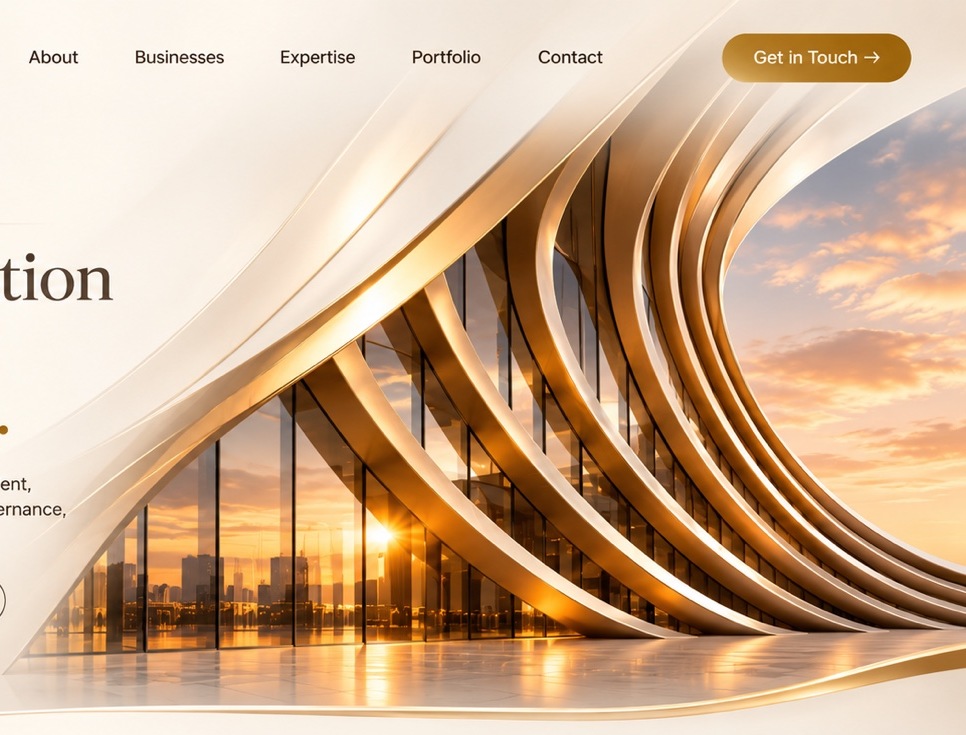 About Businesses Expertise Portfolio Contact Get in Touch →
tion
ent,
ernance,